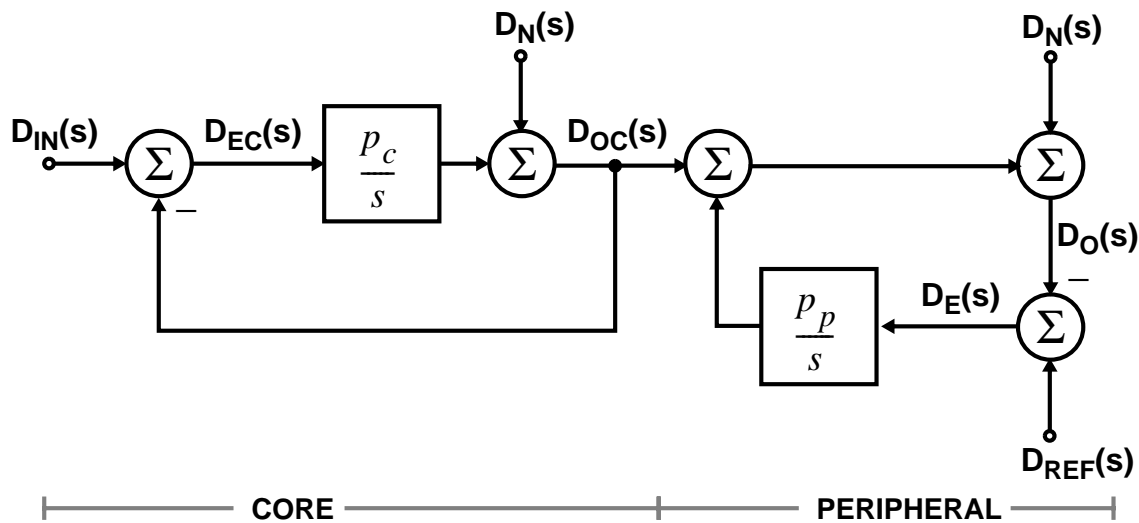 D_N(s)
D_N(s)
D_IN(s)
Σ
D_EC(s)
p_c
s
Σ
D_OC(s)
Σ
Σ
−
D_O(s)
−
p_p
s
D_E(s)
Σ
D_REF(s)
CORE
PERIPHERAL